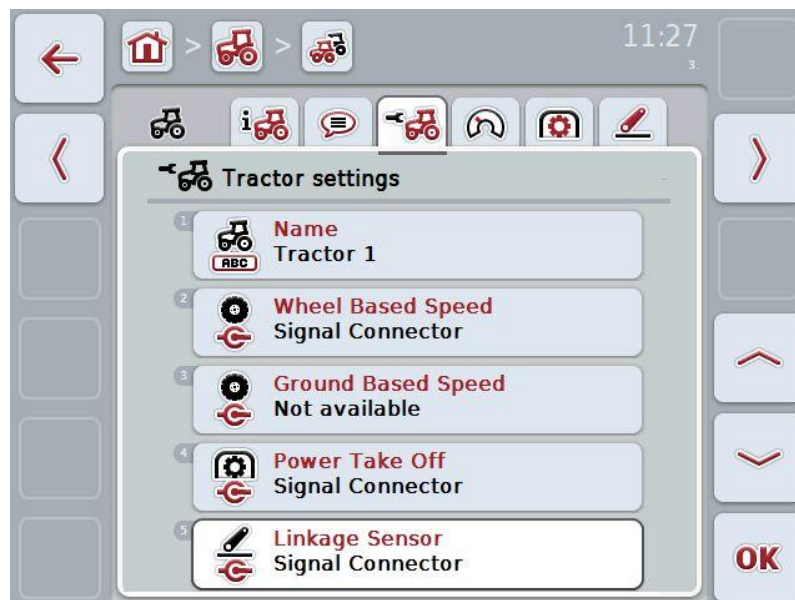 > >
11:27
3.
i
Tractor settings
-
1
Name
ABC
Tractor 1
2
Wheel Based Speed
Signal Connector
3
Ground Based Speed
Not available
4
Power Take Off
Signal Connector
5
Linkage Sensor
Signal Connector
OK